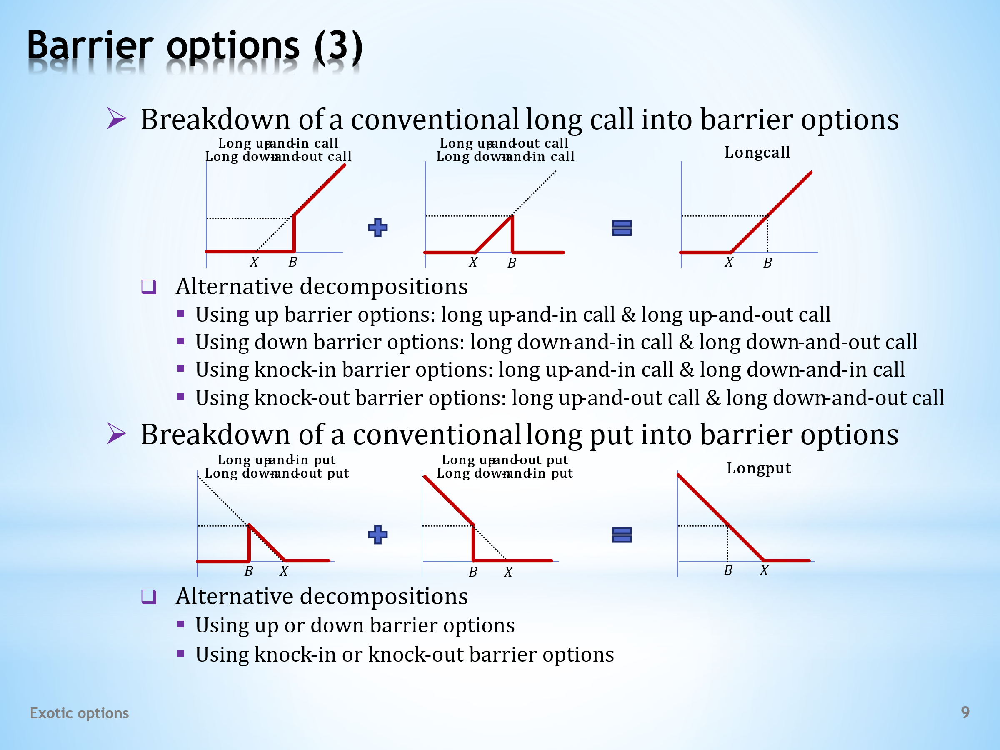 Barrier options (3)
Breakdown of a conventional long call into barrier options
Long up-and-in call
Long down-and-out call
Long up-and-out call
Long down-and-in call
Long call
X B
X B
X B
Alternative decompositions
Using up barrier options: long up-and-in call & long up-and-out call
Using down barrier options: long down-and-in call & long down-and-out call
Using knock-in barrier options: long up-and-in call & long down-and-in call
Using knock-out barrier options: long up-and-out call & long down-and-out call
Breakdown of a conventional long put into barrier options
Long up-and-in put
Long down-and-out put
Long up-and-out put
Long down-and-in put
Long put
B X
B X
B X
Alternative decompositions
Using up or down barrier options
Using knock-in or knock-out barrier options
Exotic options
9